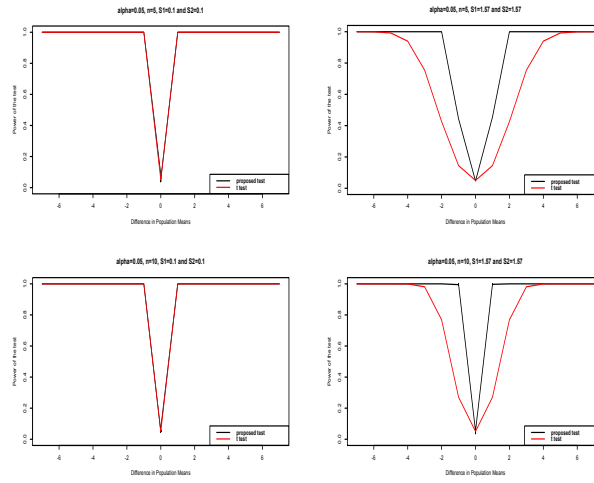 alpha=0.05, n=5, S1=0.1 and S2=0.1
Power of the test
0.0 0.2 0.4 0.6 0.8 1.0
proposed test
t test
-6 -4 -2 0 2 4 6
Difference in Population Means
alpha=0.05, n=5, S1=1.57 and S2=1.57
Power of the test
0.0 0.2 0.4 0.6 0.8 1.0
proposed test
t test
-6 -4 -2 0 2 4 6
Difference in Population Means
alpha=0.05, n=10, S1=0.1 and S2=0.1
Power of the test
0.0 0.2 0.4 0.6 0.8 1.0
proposed test
t test
-6 -4 -2 0 2 4 6
Difference in Population Means
alpha=0.05, n=10, S1=1.57 and S2=1.57
Power of the test
0.0 0.2 0.4 0.6 0.8 1.0
proposed test
t test
-6 -4 -2 0 2 4 6
Difference in Population Means